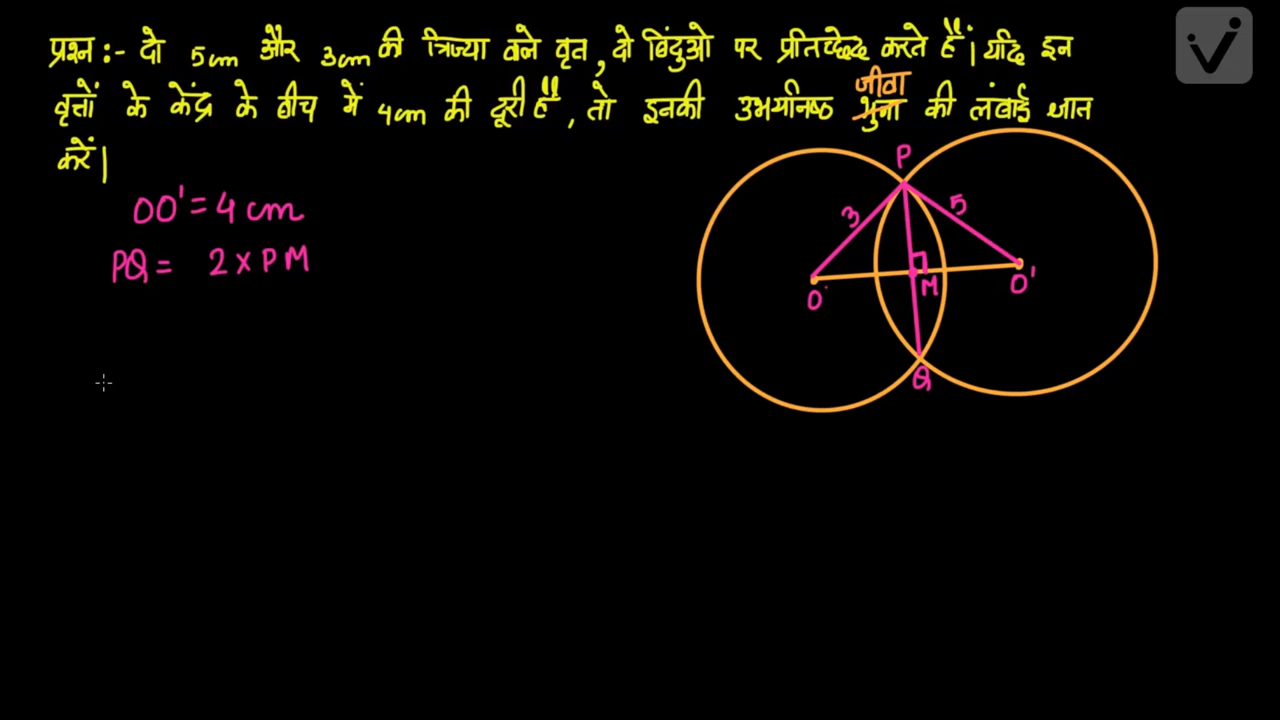 प्रश्न :- दो 5cm और 3cm की त्रिज्या वाले वृत्त, दो बिंदुओ पर प्रतिच्छेद करते हैं। यदि इन
वृत्तों के केंद्र के बीच में 4cm की दूरी है, तो इनकी उभयनिष्ठ भुजा जीवा की लंबाई ज्ञात
करें।
OO' = 4 cm
PQ = 2 × PM
P
3
5
O
M
O'
Q